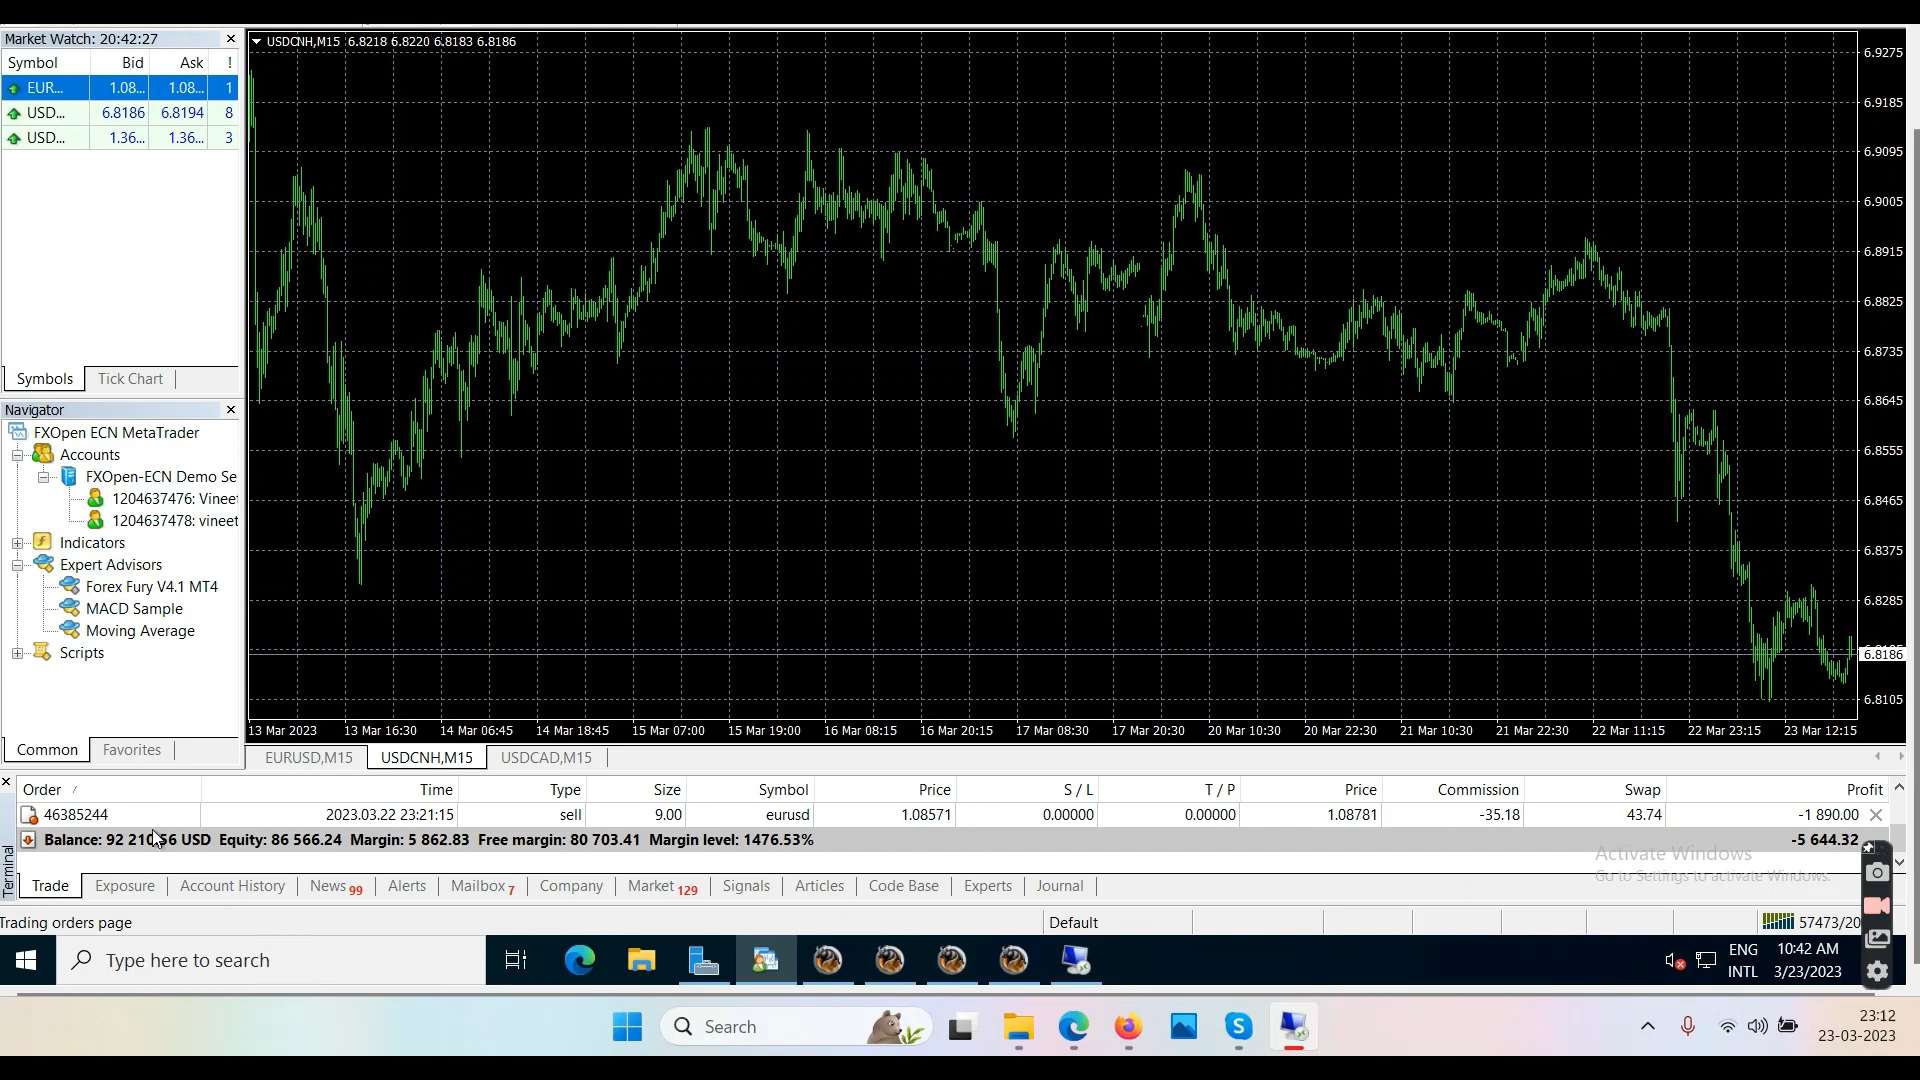 Market Watch: 20:42:27
Symbol Bid Ask !
EUR... 1.08... 1.08... 1
USD... 6.8186 6.8194 8
USD... 1.36... 1.36... 3
Symbols Tick Chart
Navigator
FXOpen ECN MetaTrader
Accounts
FXOpen-ECN Demo Se
1204637476: Vineet
1204637478: vineet
Indicators
Expert Advisors
Forex Fury V4.1 MT4
MACD Sample
Moving Average
Scripts
Common Favorites
USDCNH,M15 6.8218 6.8220 6.8183 6.8186
6.9275
6.9185
6.9095
6.9005
6.8915
6.8825
6.8735
6.8645
6.8555
6.8465
6.8375
6.8285
6.8186
6.8105
13 Mar 2023 13 Mar 16:30 14 Mar 06:45 14 Mar 18:45 15 Mar 07:00 15 Mar 19:00 16 Mar 08:15 16 Mar 20:15 17 Mar 08:30 17 Mar 20:30 20 Mar 10:30 20 Mar 22:30 21 Mar 10:30 21 Mar 22:30 22 Mar 11:15 22 Mar 23:15 23 Mar 12:15
EURUSD,M15 USDCNH,M15 USDCAD,M15
Order / Time Type Size Symbol Price S / L T / P Price Commission Swap Profit
46385244 2023.03.22 23:21:15 sell 9.00 eurusd 1.08571 0.00000 0.00000 1.08781 -35.18 43.74 -1 890.00
Balance: 92 210.56 USD Equity: 86 566.24 Margin: 5 862.83 Free margin: 80 703.41 Margin level: 1476.53% -5 644.32
Activate Windows
Go to Settings to activate Windows.
Terminal
Trade Exposure Account History News 99 Alerts Mailbox 7 Company Market 129 Signals Articles Code Base Experts Journal
Trading orders page Default 57473/20
Type here to search
ENG 10:42 AM
INTL 3/23/2023
Search
23:12
23-03-2023